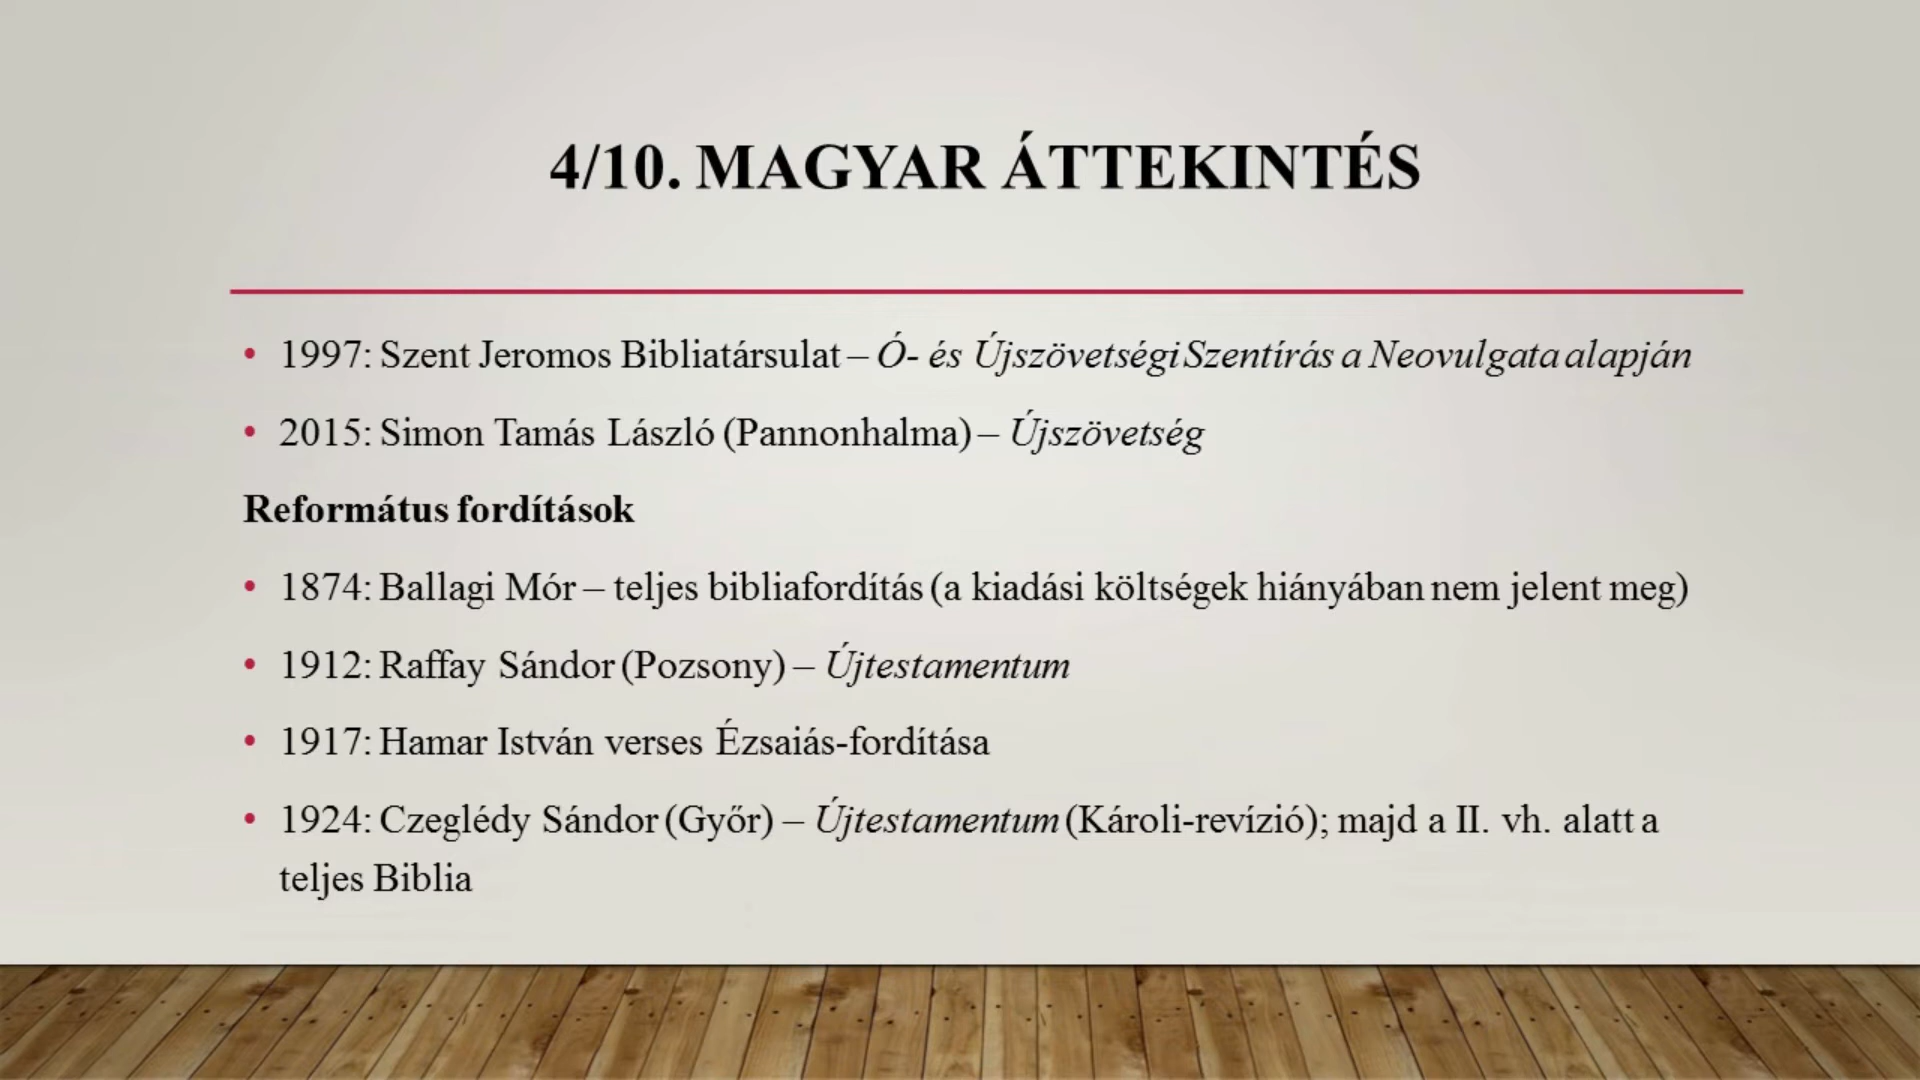 4/10. MAGYAR ÁTTEKINTÉS
• 1997: Szent Jeromos Bibliatársulat – Ó- és Újszövetségi Szentírás a Neovulgata alapján
• 2015: Simon Tamás László (Pannonhalma) – Újszövetség
Református fordítások
• 1874: Ballagi Mór – teljes bibliafordítás (a kiadási költségek hiányában nem jelent meg)
• 1912: Raffay Sándor (Pozsony) – Újtestamentum
• 1917: Hamar István verses Ézsaiás-fordítása
• 1924: Czeglédy Sándor (Győr) – Újtestamentum (Károli-revízió); majd a II. vh. alatt a
teljes Biblia